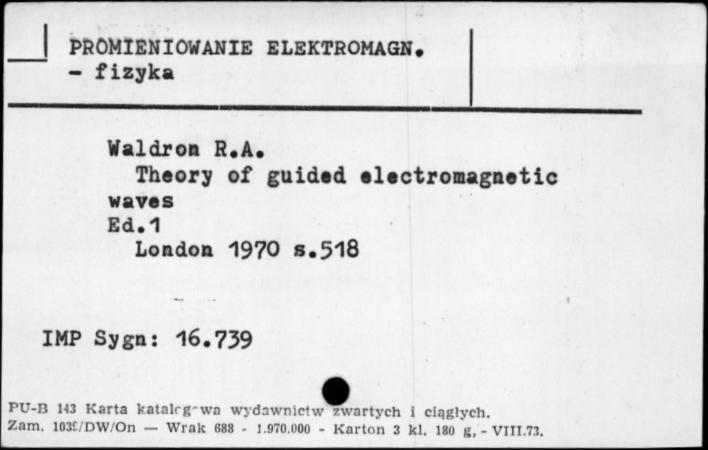 PROMIENIOWANIE ELEKTROMAGN.
- fizyka
Waldron R.A.
Theory of guided electromagnetic
waves
Ed.1
London 1970 s.518
IMP Sygn: 16.739
PU-B 143 Karta katalogowa wydawnictw zwartych i ciągłych.
Zam. /DW/On — Wrak 688 - 1.970.000 - Karton 3 kl. 180 g, - VIII.73.